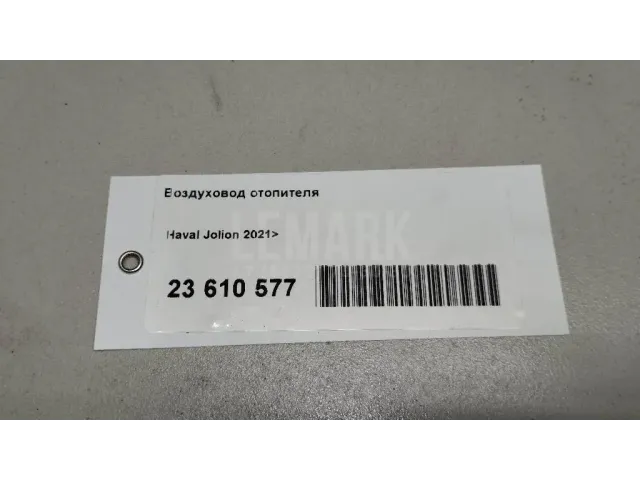 Воздуховод отопителя
LEMARK
Haval Jolion 2021>
23 610 577